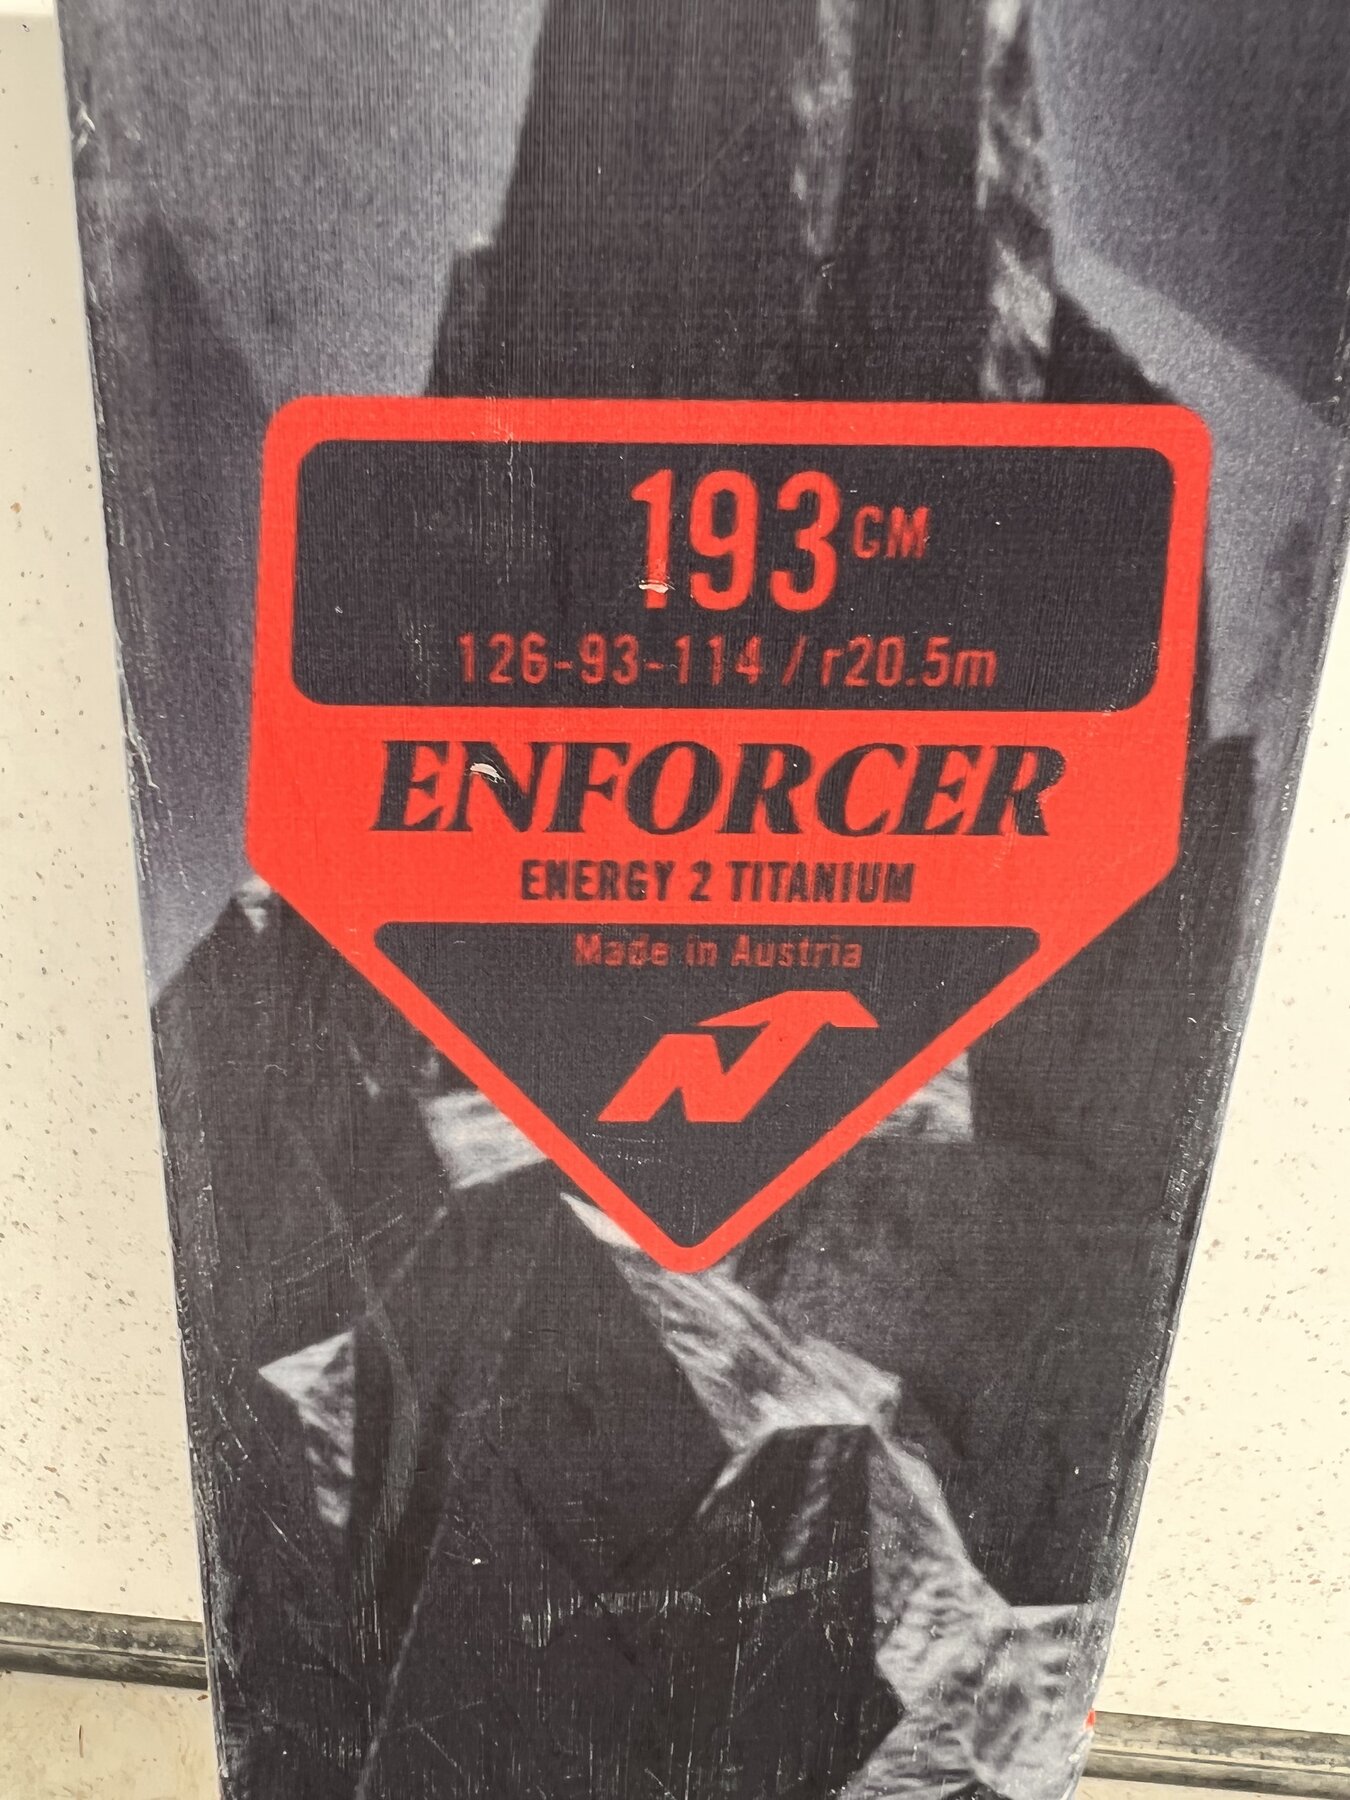 193 CM
126-93-114 / r20.5m
ENFORCER
ENERGY 2 TITANIUM
Made in Austria
N